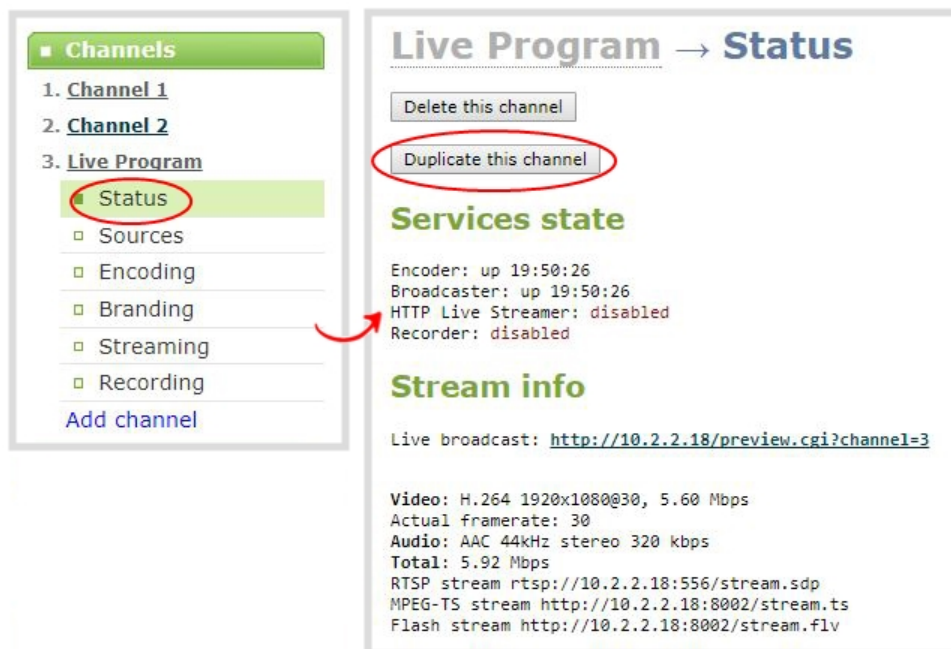 Channels
1. Channel 1
2. Channel 2
3. Live Program
Status
Sources
Encoding
Branding
Streaming
Recording
Add channel
Live Program → Status
Delete this channel
Duplicate this channel
Services state
Encoder: up 19:50:26
Broadcaster: up 19:50:26
HTTP Live Streamer: disabled
Recorder: disabled
Stream info
Live broadcast: http://10.2.2.18/preview.cgi?channel=3
Video: H.264 1920x1080@30, 5.60 Mbps
Actual framerate: 30
Audio: AAC 44kHz stereo 320 kbps
Total: 5.92 Mbps
RTSP stream rtsp://10.2.2.18:556/stream.sdp
MPEG-TS stream http://10.2.2.18:8002/stream.ts
Flash stream http://10.2.2.18:8002/stream.flv